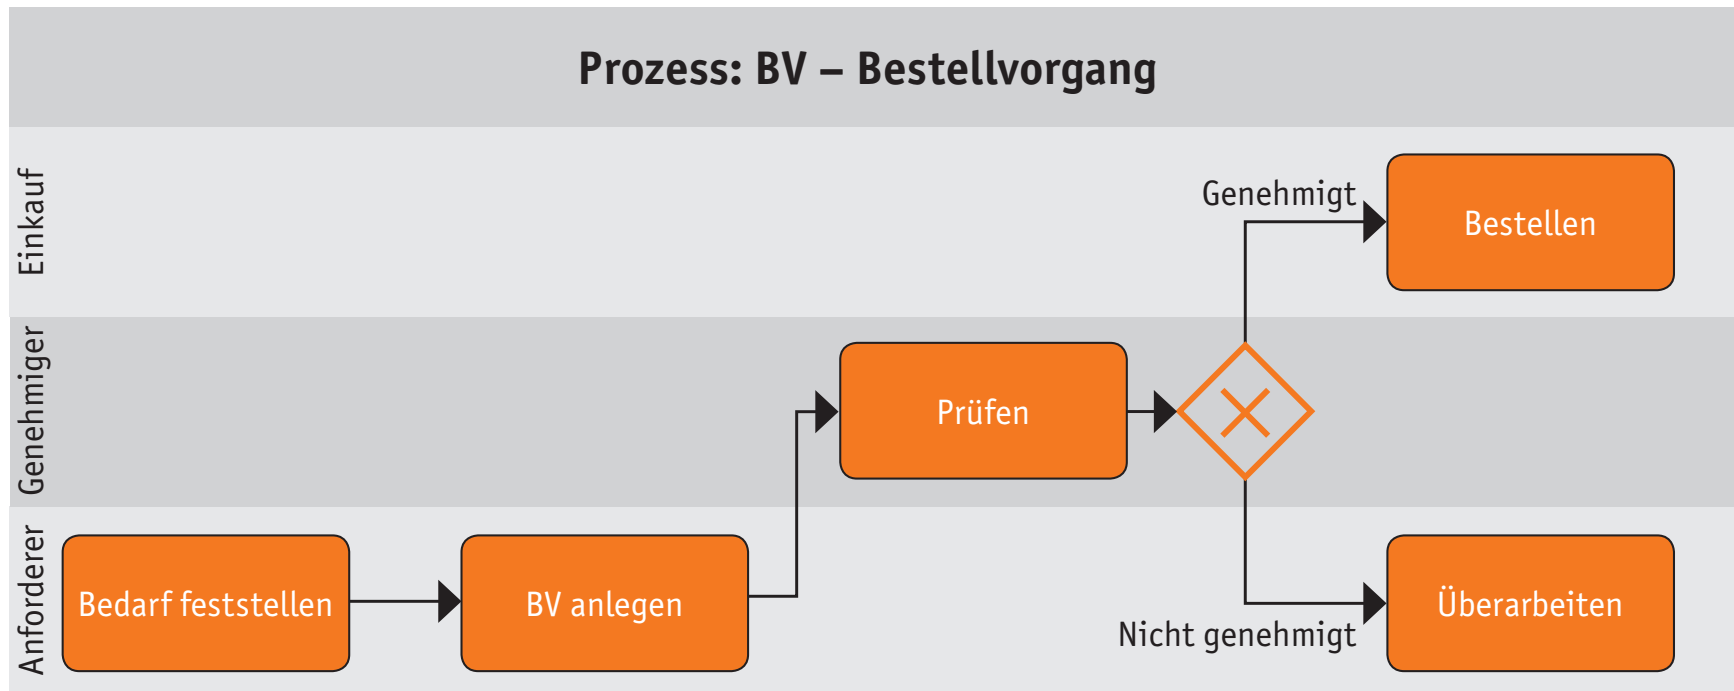 Prozess: BV – Bestellvorgang
Einkauf
Genehmigt
Bestellen
Genehmiger
Prüfen
Anforderer
Bedarf feststellen
BV anlegen
Nicht genehmigt
Überarbeiten